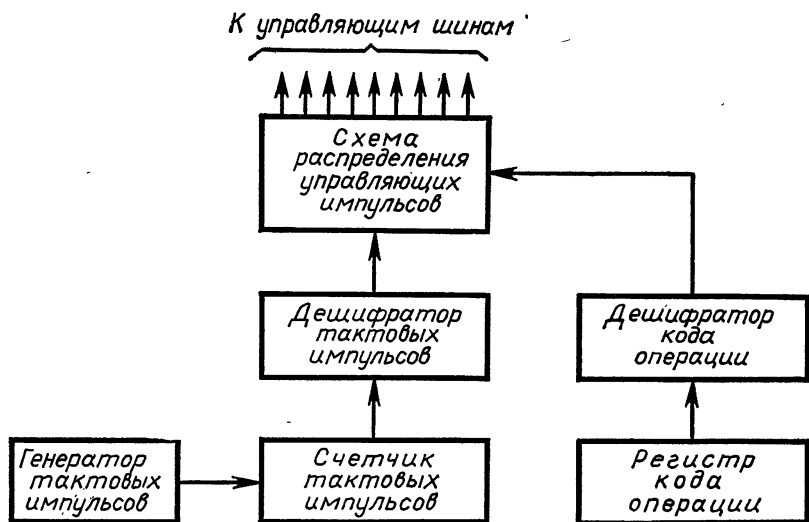 К управляющим шинам
Схема
распределения
управляющих
импульсов
Дешифратор
тактовых
импульсов
Дешифратор
кода
операции
Генератор
тактовых
импульсов
Счетчик
тактовых
импульсов
Регистр
кода
операции